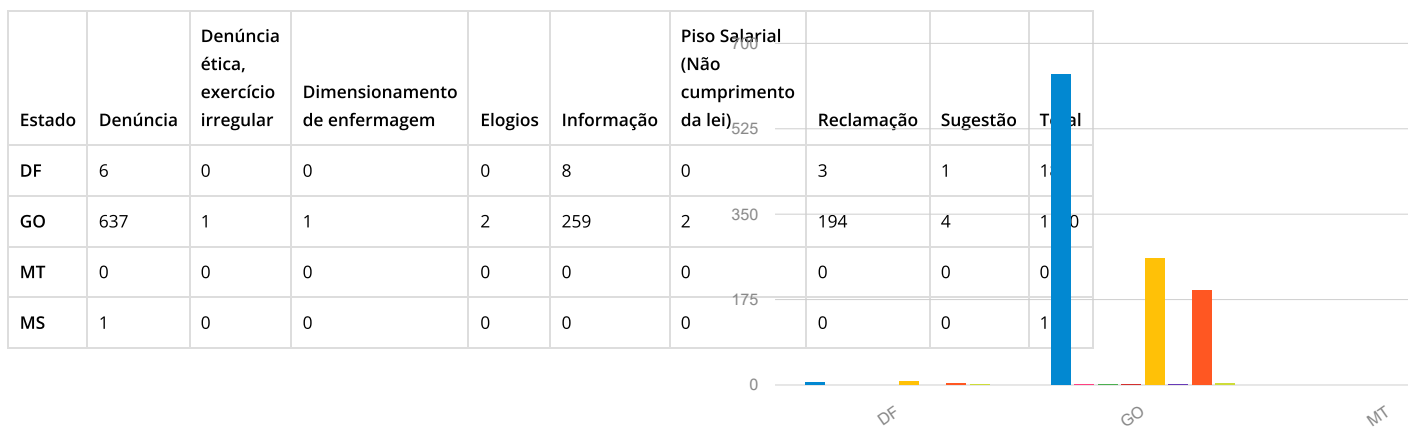 Denúncia
ética,
exercício
irregular
Piso Salarial
(Não
cumprimento
da lei)
Dimensionamento
de enfermagem
Estado Denúncia Elogios Informação Reclamação Sugestão Total
DF 6 0 0 0 8 0 3 1 18
GO 637 1 1 2 259 2 194 4
MT 0 0 0 0 0 0 0 0 0
MS 1 0 0 0 0 0 0 0 1
700
525
350
175
0
DF GO MT